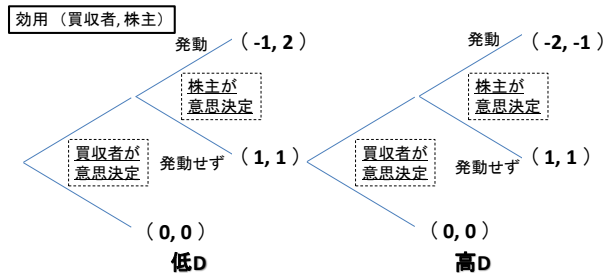 効用 （買収者, 株主）
発動
( -1, 2 )
株主が
意思決定
買収者が
意思決定
発動せず
( 1, 1 )
( 0, 0 )
低D
発動
( -2, -1 )
株主が
意思決定
買収者が
意思決定
発動せず
( 1, 1 )
( 0, 0 )
高D